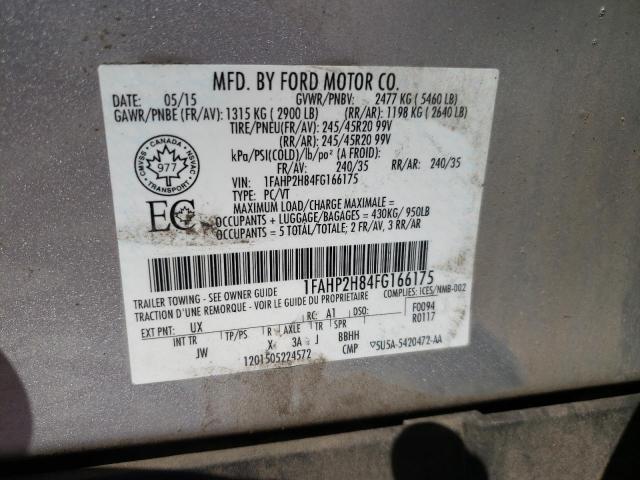 MFD. BY FORD MOTOR CO.
DATE: 05/15 GVWR/PNBV: 2477 KG ( 5460 LB)
GAWR/PNBE (FR/AV): 1315 KG ( 2900 LB) (RR/AR): 1198 KG ( 2640 LB)
TIRE/PNEU(FR/AV): 245/45R20 99V
(RR/AR): 245/45R20 99V
kPa/PSI(COLD)/lb/po² (A FROID):
FR/AV: 240/35 RR/AR: 240/35
CMVSS · CANADA · NSVAC
977
TRANSPORT
VIN: 1FAHP2H84FG166175
TYPE: PC/VT
MAXIMUM LOAD/CHARGE MAXIMALE =
EC OCCUPANTS + LUGGAGE/BAGAGES = 430KG/ 950LB
OCCUPANTS = 5 TOTAL/TOTALE; 2 FR/AV, 3 RR/AR
1FAHP2H84FG166175
TRAILER TOWING - SEE OWNER GUIDE COMPLIES: ICES/NMB-002
TRACTION D'UNE REMORQUE - VOIR LE GUIDE DU PROPRIETAIRE
EXT PNT: UX RC: A1 DSO: F0094
INT TR TP/PS R AXLE TR SPR R0117
JW X 3A J BBHH
1201505224572 CMP ▽5U5A-5420472-AA